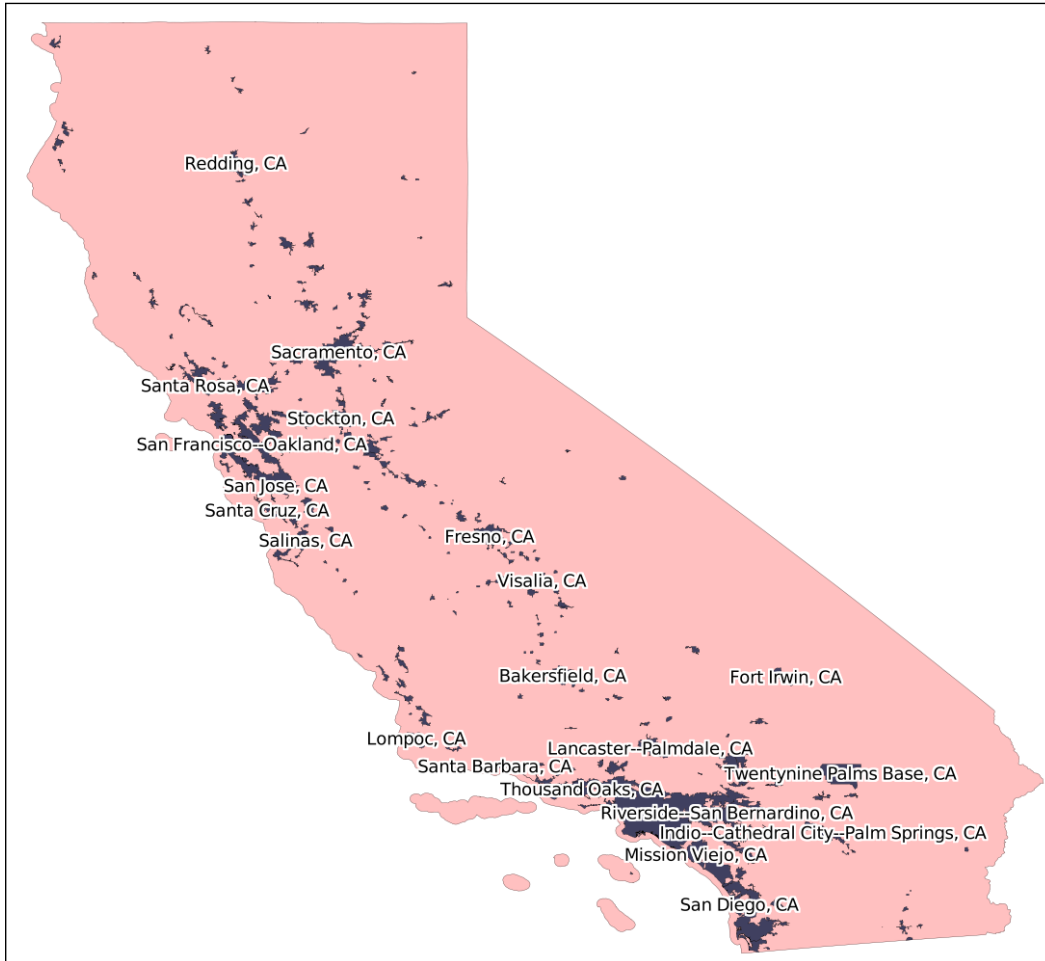 Redding, CA
Sacramento, CA
Santa Rosa, CA
Stockton, CA
San Francisco--Oakland, CA
San Jose, CA
Santa Cruz, CA
Salinas, CA
Fresno, CA
Visalia, CA
Bakersfield, CA
Fort Irwin, CA
Lompoc, CA
Lancaster--Palmdale, CA
Santa Barbara, CA
Twentynine Palms Base, CA
Thousand Oaks, CA
Riverside--San Bernardino, CA
Indio--Cathedral City--Palm Springs, CA
Mission Viejo, CA
San Diego, CA